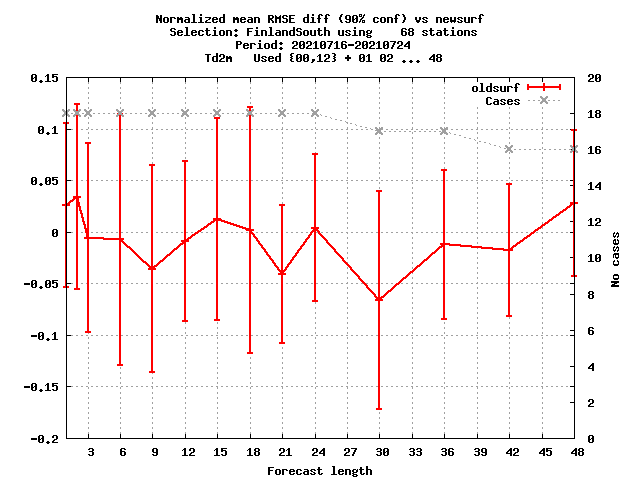 Normalized mean RMSE diff (90% conf) vs newsurf
Selection: FinlandSouth using    68 stations
Period: 20210716-20210724
Td2m   Used {00,12} + 01 02 ... 48
oldsurf
Cases
0.15
0.1
0.05
0
-0.05
-0.1
-0.15
-0.2
20
18
16
14
12
10
8
6
4
2
0
No cases
3 6 9 12 15 18 21 24 27 30 33 36 39 42 45 48
Forecast length